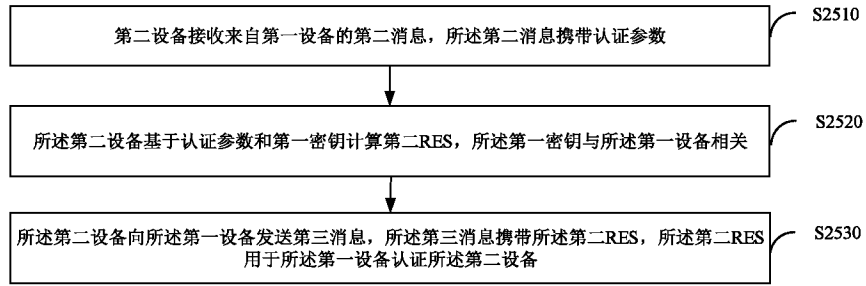 第二设备接收来自第一设备的第二消息，所述第二消息携带认证参数
S2510
所述第二设备基于认证参数和第一密钥计算第二RES，所述第一密钥与所述第一设备相关
S2520
所述第二设备向所述第一设备发送第三消息，所述第三消息携带所述第二RES，所述第二RES
用于所述第一设备认证所述第二设备
S2530